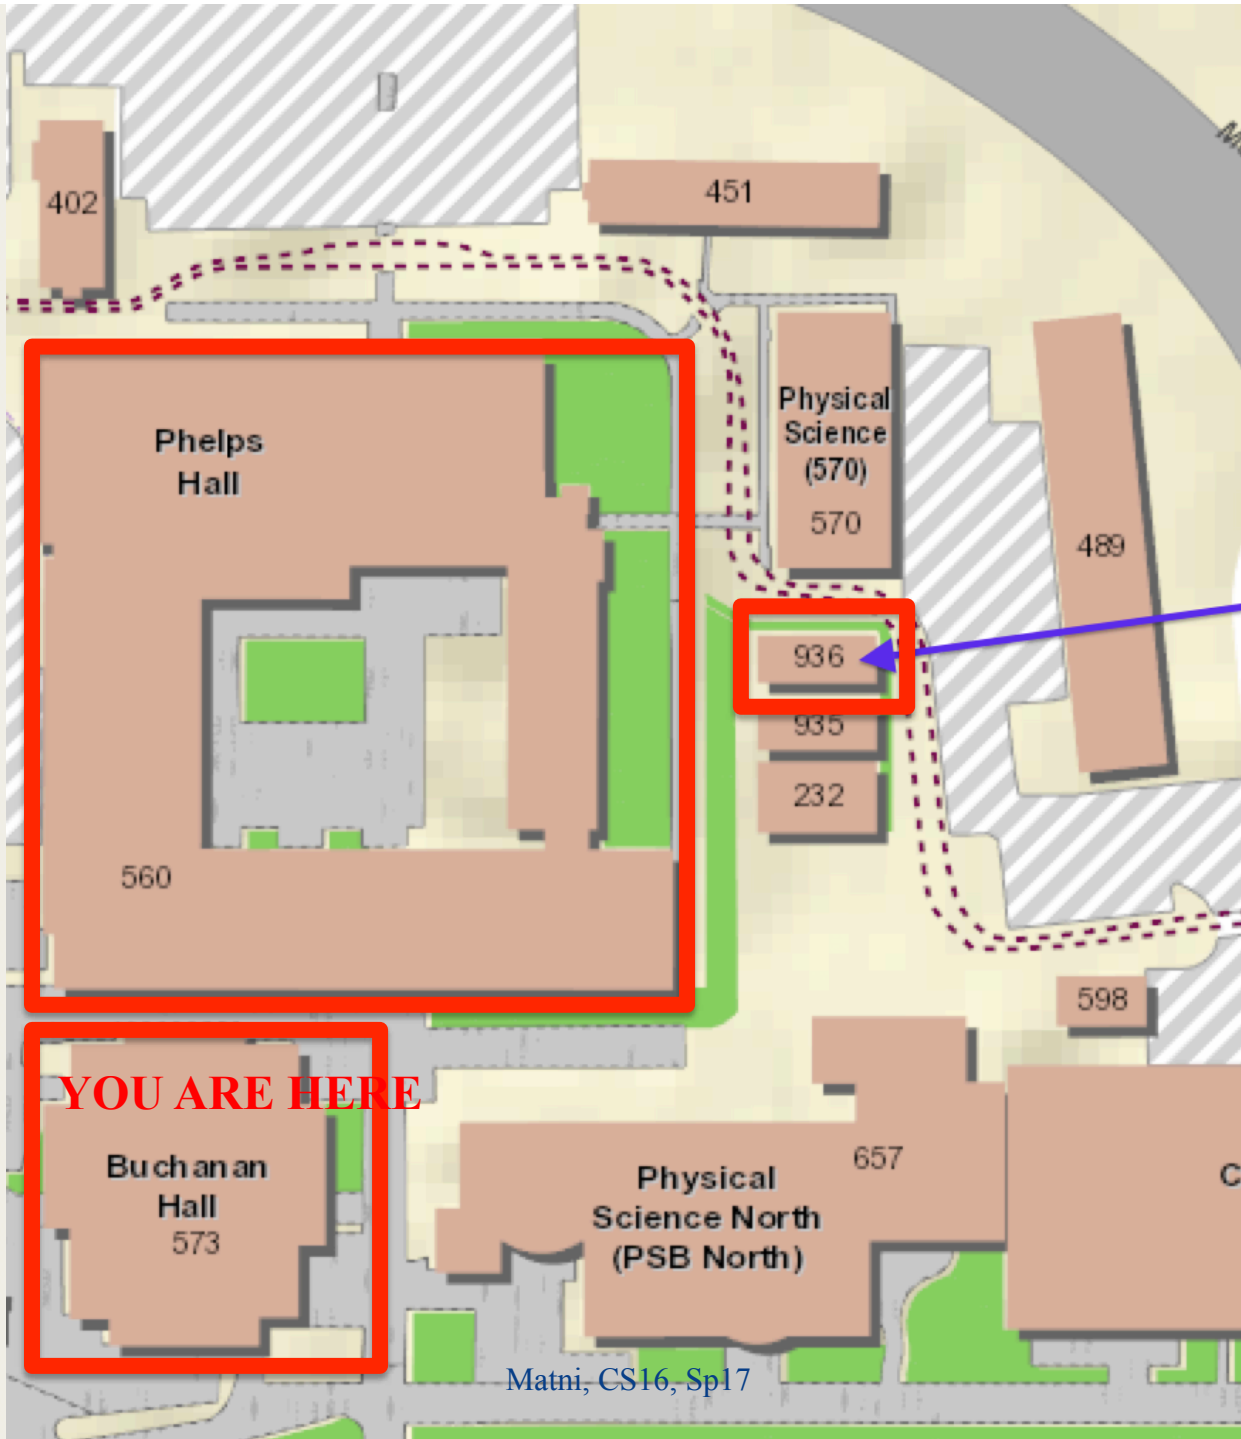 402
451
Phelps
Hall
Physical
Science
(570)
570
489
936
935
232
560
598
YOU ARE HERE
Buchanan
Hall
573
657
Physical
Science North
(PSB North)
Matni, CS16, Sp17